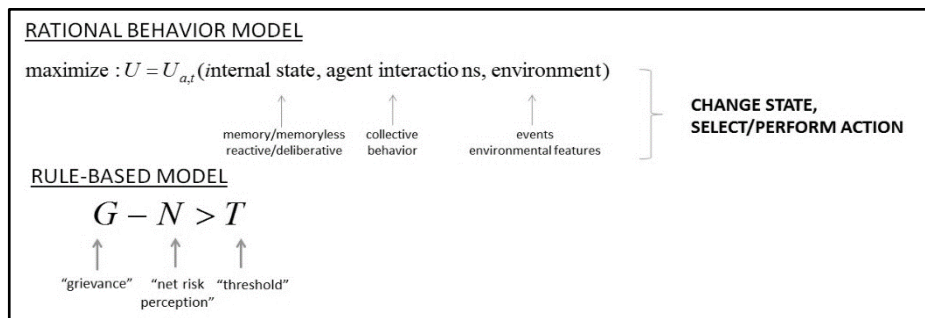 RATIONAL BEHAVIOR MODEL
maximize : U = U_{a,t}(internal state, agent interactio ns, environment)
memory/memoryless
reactive/deliberative
collective
behavior
events
environmental features
CHANGE STATE,
SELECT/PERFORM ACTION
RULE-BASED MODEL
G − N > T
“grievance”
“net risk
perception”
“threshold”